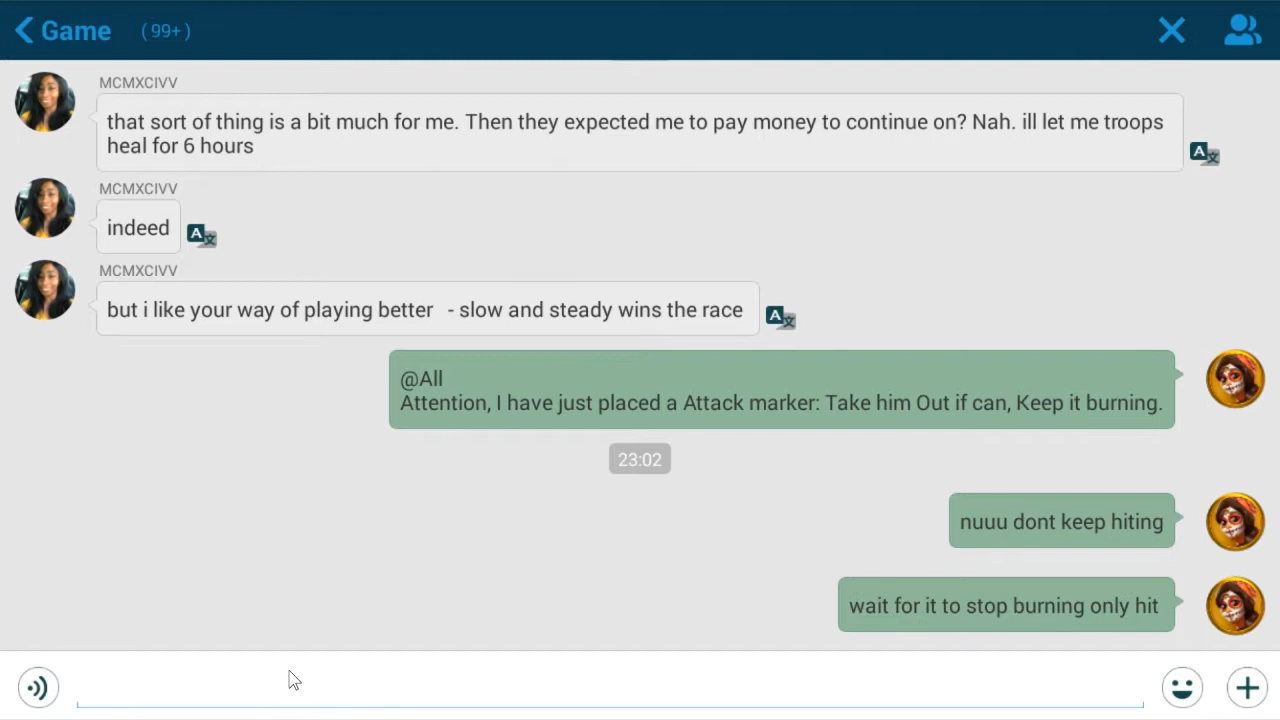 Game (99+)
MCMXCIVV
that sort of thing is a bit much for me. Then they expected me to pay money to continue on? Nah. ill let me troops
heal for 6 hours
MCMXCIVV
indeed
MCMXCIVV
but i like your way of playing better - slow and steady wins the race
@All
Attention, I have just placed a Attack marker: Take him Out if can, Keep it burning.
23:02
nuuu dont keep hiting
wait for it to stop burning only hit